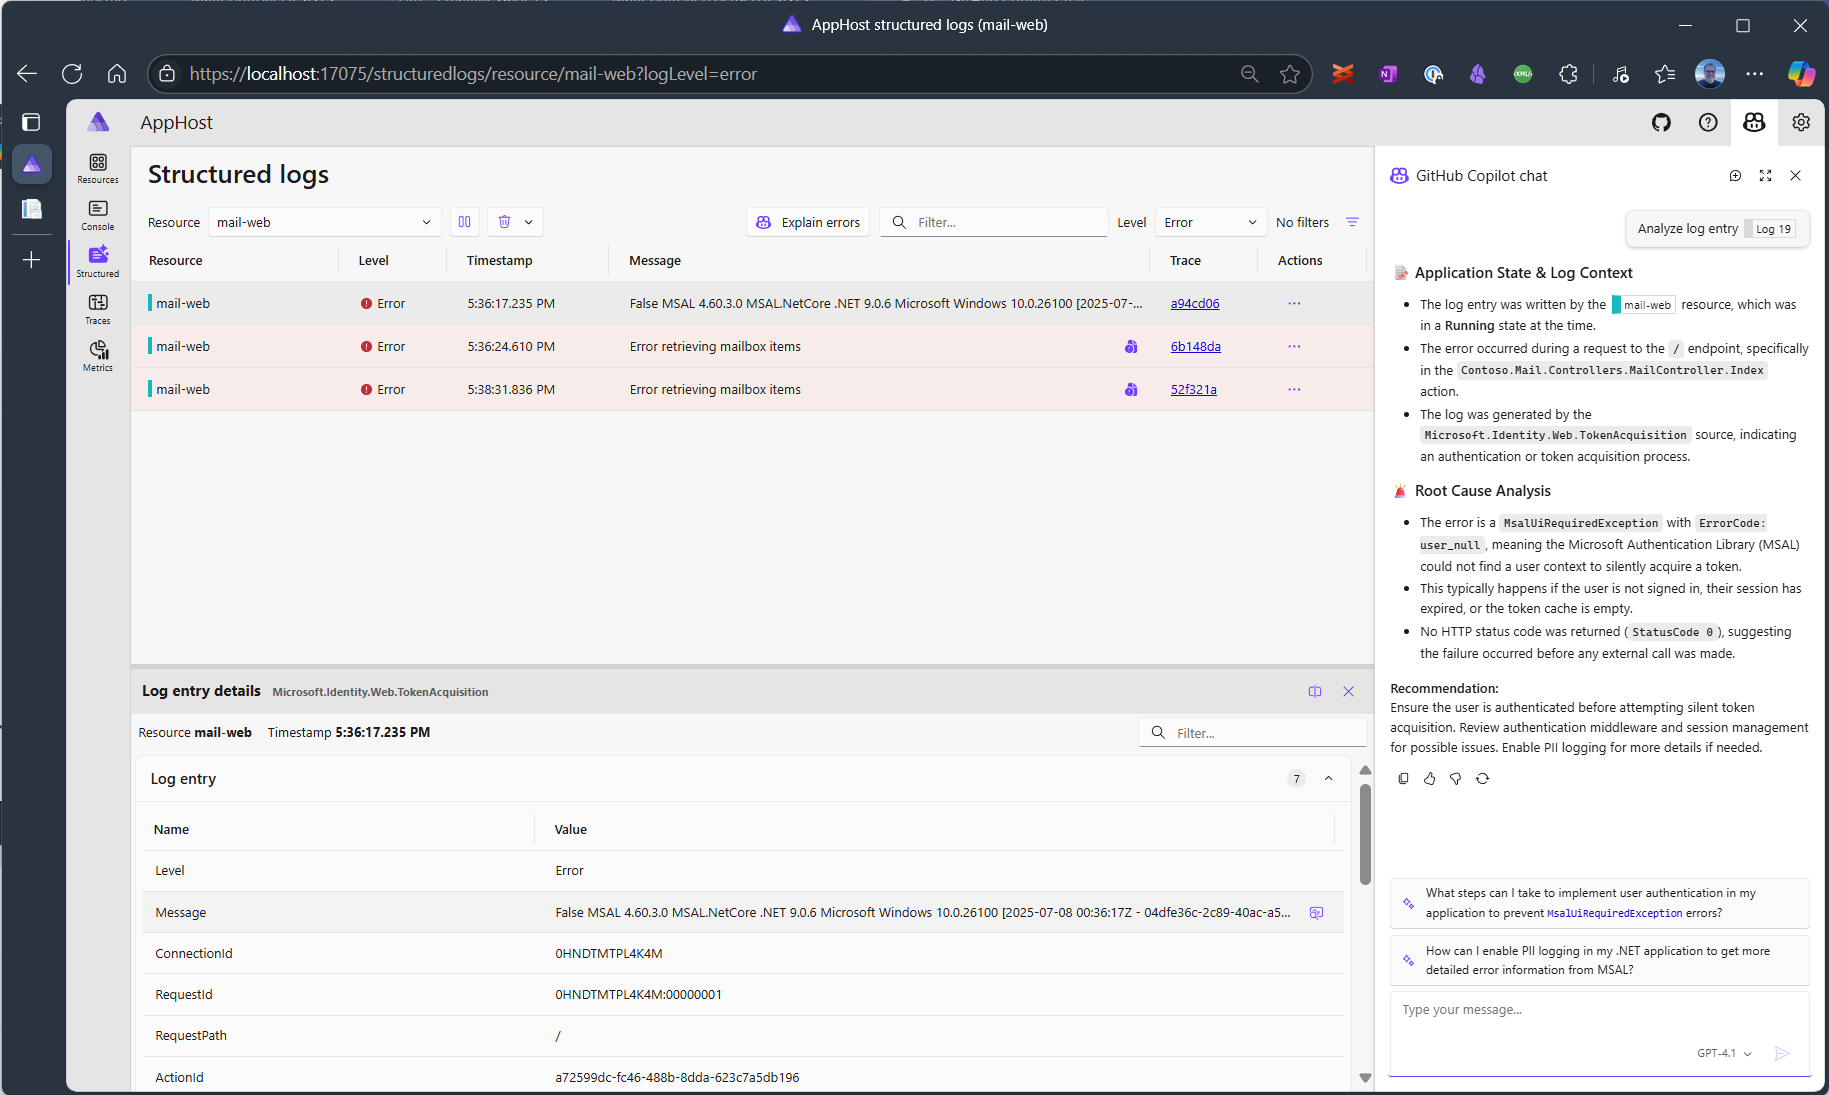 AppHost structured logs (mail-web)
https://localhost:17075/structuredlogs/resource/mail-web?logLevel=error
AppHost
Resources
Console
Structured
Traces
Metrics
Structured logs
Resource mail-web Explain errors Filter... Level Error No filters
Resource Level Timestamp Message Trace Actions
mail-web Error 5:36:17.235 PM False MSAL 4.60.3.0 MSAL.NetCore .NET 9.0.6 Microsoft Windows 10.0.26100 [2025-07-... a94cd06
mail-web Error 5:36:24.610 PM Error retrieving mailbox items 6b148da
mail-web Error 5:38:31.836 PM Error retrieving mailbox items 52f321a
Log entry details Microsoft.Identity.Web.TokenAcquisition
Resource mail-web Timestamp 5:36:17.235 PM Filter...
Log entry 7
Name Value
Level Error
Message False MSAL 4.60.3.0 MSAL.NetCore .NET 9.0.6 Microsoft Windows 10.0.26100 [2025-07-08 00:36:17Z - 04dfe36c-2c89-40ac-a5...
ConnectionId 0HNDTMTPL4K4M
RequestId 0HNDTMTPL4K4M:00000001
RequestPath /
ActionId a72599dc-fc46-488b-8dda-623c7a5db196
GitHub Copilot chat
Analyze log entry Log 19
Application State & Log Context
• The log entry was written by the mail-web resource, which was
in a Running state at the time.
• The error occurred during a request to the / endpoint, specifically
in the Contoso.Mail.Controllers.MailController.Index
action.
• The log was generated by the
Microsoft.Identity.Web.TokenAcquisition source, indicating
an authentication or token acquisition process.
Root Cause Analysis
• The error is a MsalUiRequiredException with ErrorCode:
user_null, meaning the Microsoft Authentication Library (MSAL)
could not find a user context to silently acquire a token.
• This typically happens if the user is not signed in, their session has
expired, or the token cache is empty.
• No HTTP status code was returned (StatusCode 0), suggesting
the failure occurred before any external call was made.
Recommendation:
Ensure the user is authenticated before attempting silent token
acquisition. Review authentication middleware and session management
for possible issues. Enable PII logging for more details if needed.
What steps can I take to implement user authentication in my
application to prevent MsalUiRequiredException errors?
How can I enable PII logging in my .NET application to get more
detailed error information from MSAL?
Type your message...
GPT-4.1